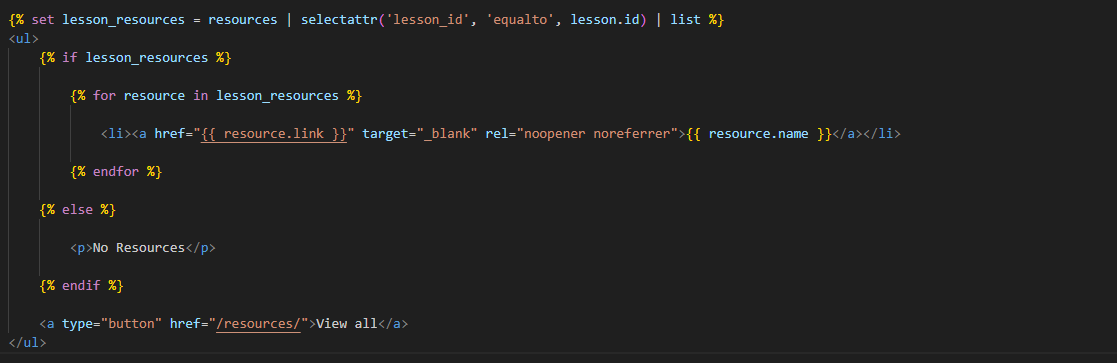 {% set lesson_resources = resources | selectattr('lesson_id', 'equalto', lesson.id) | list %}
<ul>
    {% if lesson_resources %}
        {% for resource in lesson_resources %}
            <li><a href="{{ resource.link }}" target="_blank" rel="noopener noreferrer">{{ resource.name }}</a></li>
        {% endfor %}
    {% else %}
        <p>No Resources</p>
    {% endif %}
    <a type="button" href="/resources/">View all</a>
</ul>